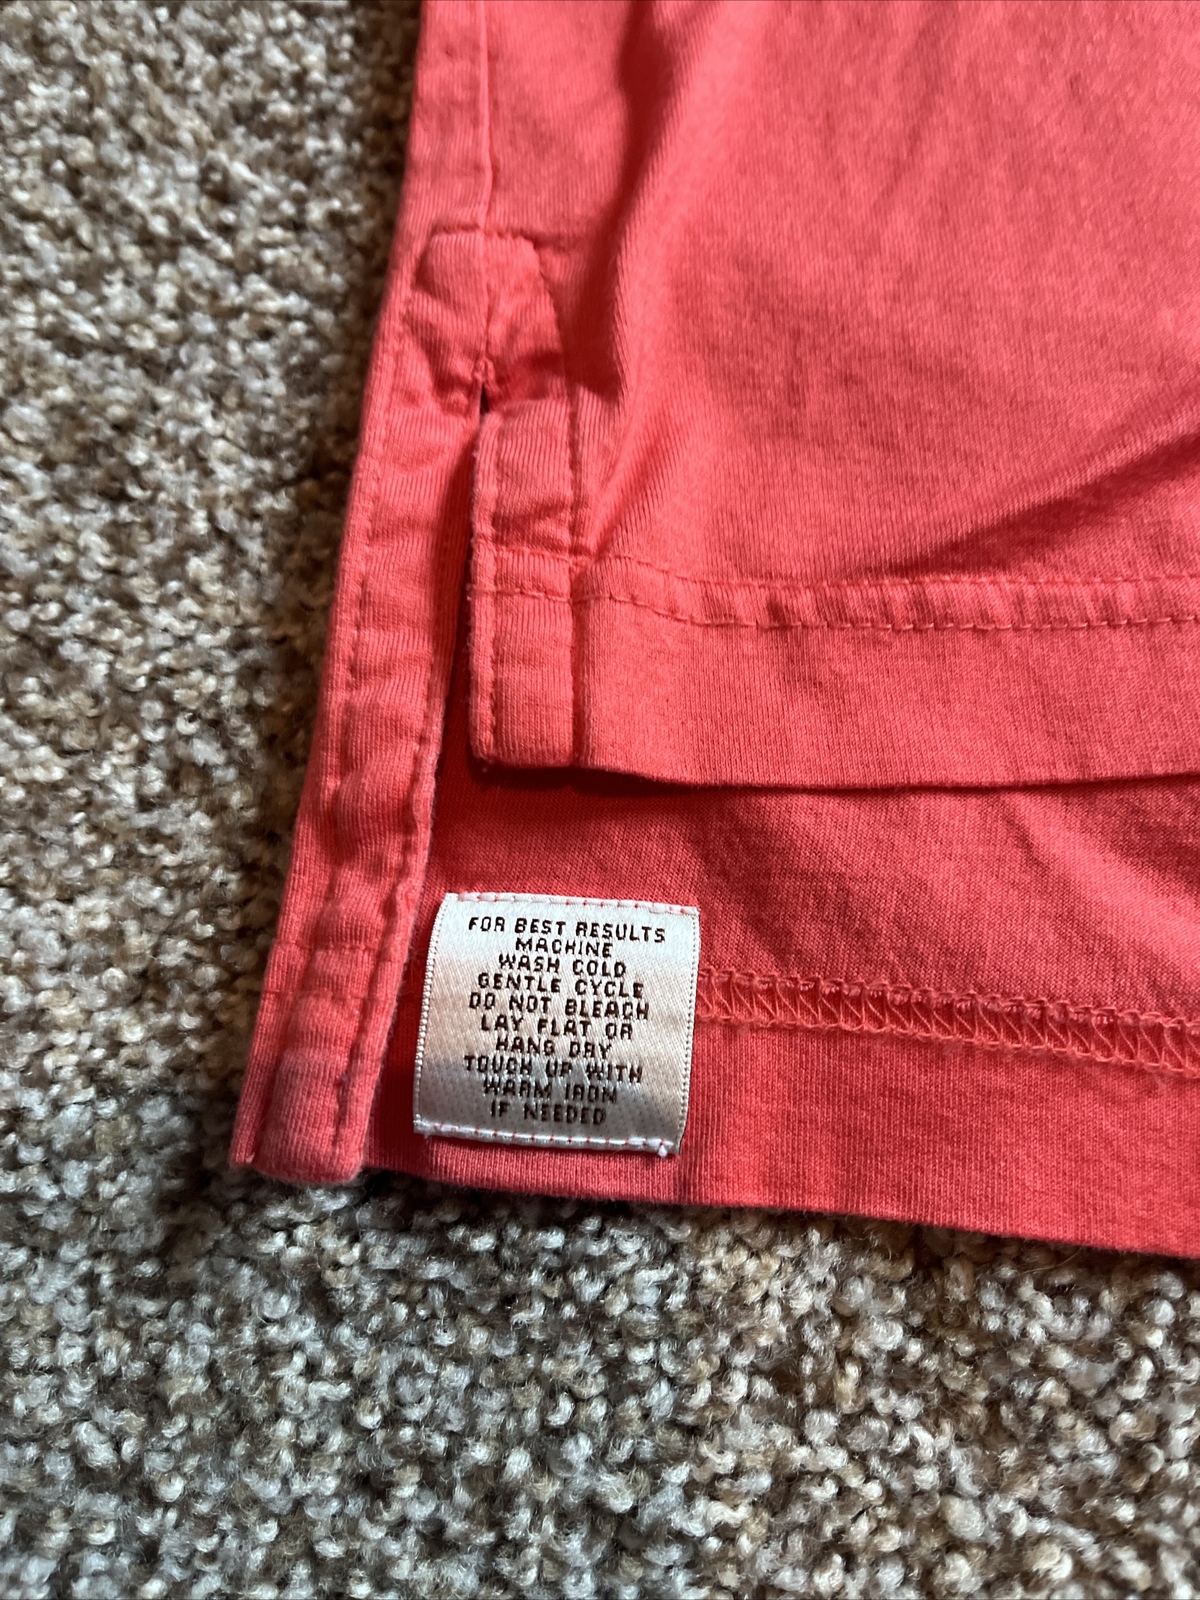 FOR BEST RESULTS
MACHINE
WASH COLD
GENTLE CYCLE
DO NOT BLEACH
LAY FLAT OR
HANG DRY
TOUCH UP WITH
WARM IRON
IF NEEDED